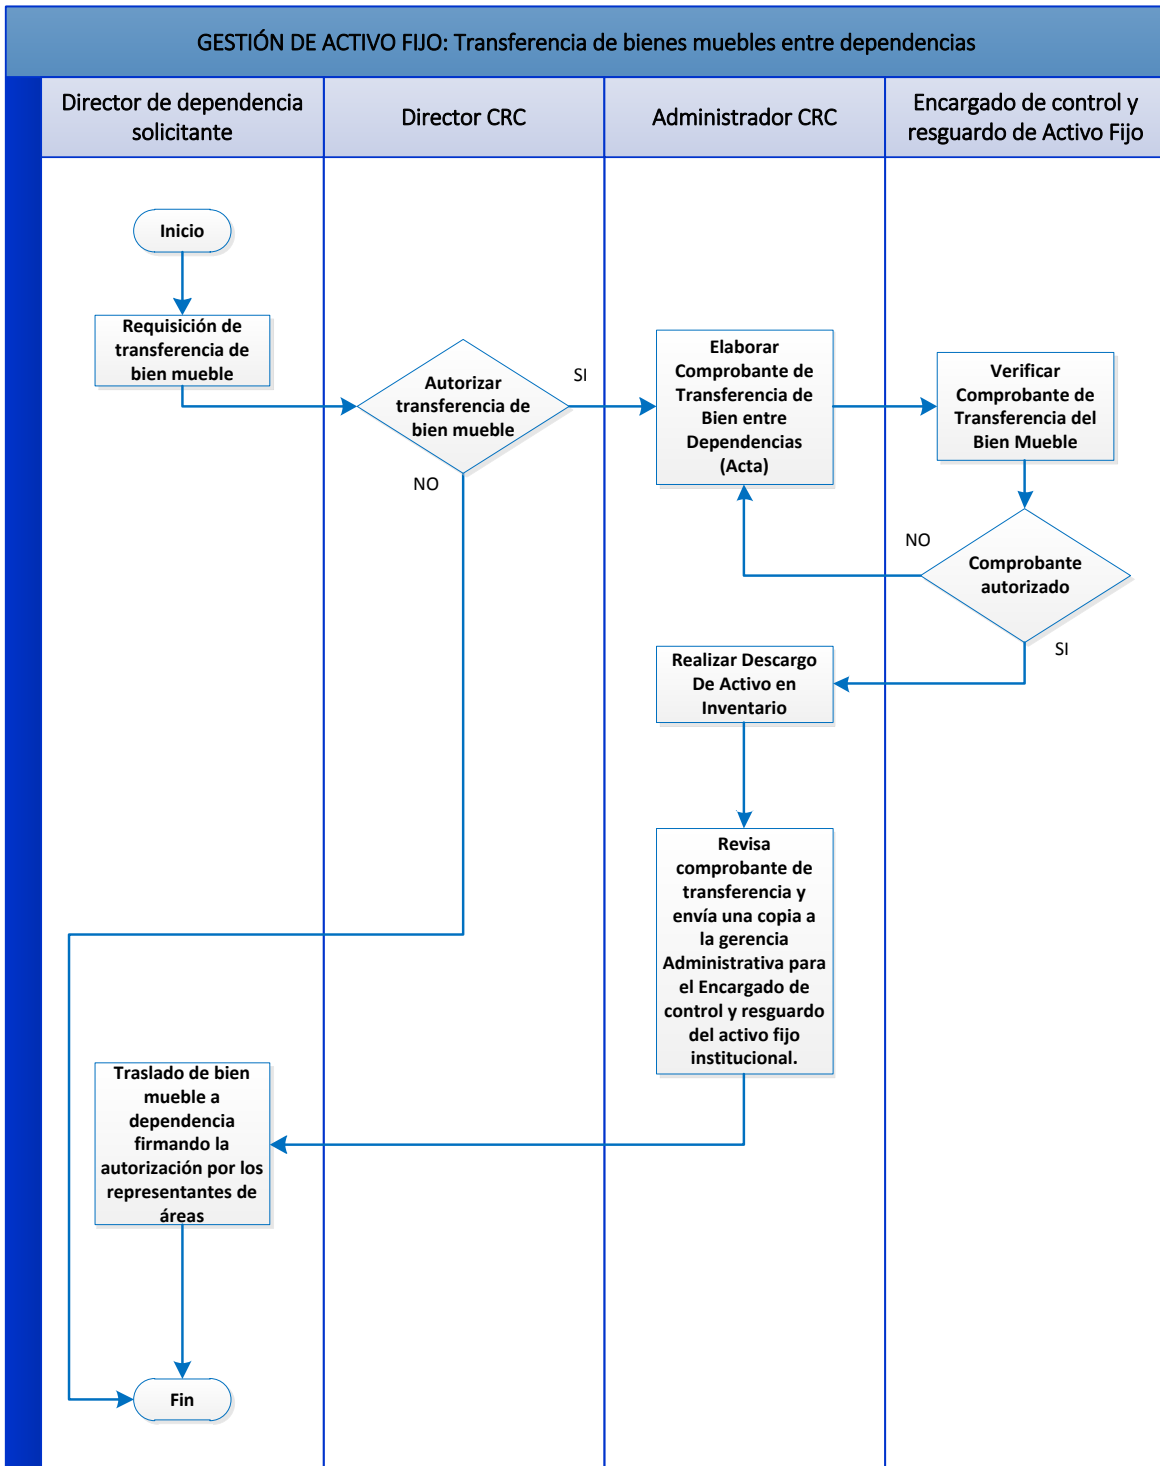 GESTIÓN DE ACTIVO FIJO: Transferencia de bienes muebles entre dependencias
Director de dependencia
solicitante
Director CRC
Administrador CRC
Encargado de control y
resguardo de Activo Fijo
Inicio
Requisición de
transferencia de
bien mueble
Autorizar
transferencia de
bien mueble
SI
NO
Elaborar
Comprobante de
Transferencia de
Bien entre
Dependencias
(Acta)
Verificar
Comprobante de
Transferencia del
Bien Mueble
NO
Comprobante
autorizado
SI
Realizar Descargo
De Activo en
Inventario
Revisa
comprobante de
transferencia y
envía una copia a
la gerencia
Administrativa para
el Encargado de
control y resguardo
del activo fijo
institucional.
Traslado de bien
mueble a
dependencia
firmando la
autorización por los
representantes de
áreas
Fin